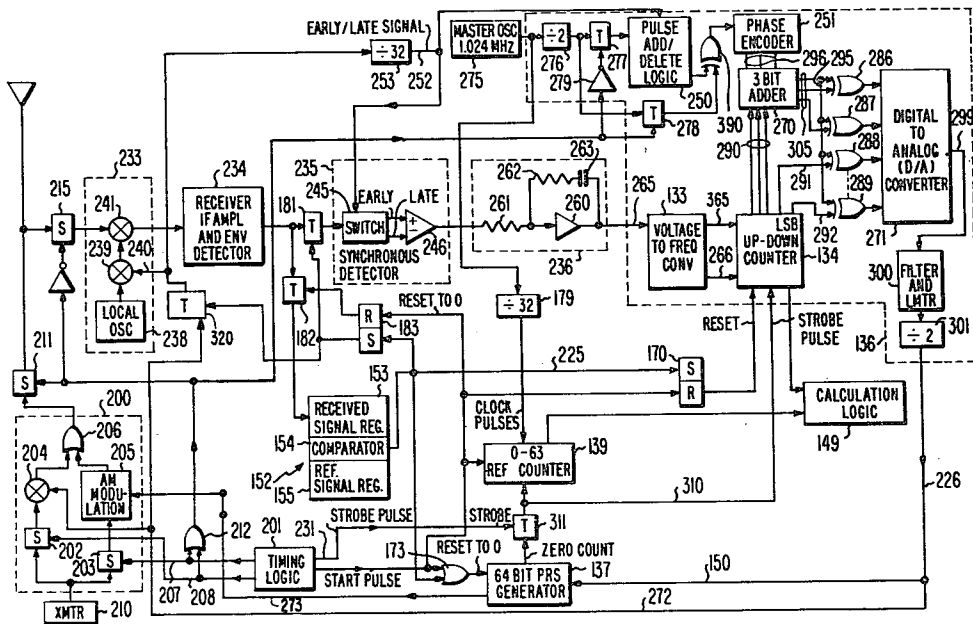 EARLY/LATE SIGNAL
÷ 32
253
252
MASTER OSC
1.024 MHz
275
÷2
276
T
277
279
PULSE
ADD/
DELETE
LOGIC
250
390
PHASE
ENCODER
251
296
295
3 BIT
ADDER
270
286
287
288
289
DIGITAL
TO
ANALOG
(D/A)
CONVERTER
271
299
T
278
290
305
291
292
233
215
S
241
239
240
LOCAL
OSC
238
234
RECEIVER
IF AMPL
AND ENV
DETECTOR
181
T
235
245
EARLY
LATE
SWITCH
246
SYNCHRONOUS
DETECTOR
262
263
261
260
236
265
133
VOLTAGE
TO FREQ
CONV
365
266
LSB
UP-DOWN
COUNTER
134
300
FILTER
AND
LMTR
÷ 2
301
136
T
320
T
182
R
S
183
RESET TO 0
÷ 32
179
RESET
STROBE
PULSE
211
S
200
206
204
205
AM
MODU-
LATION
S
202
203
S
XMTR
210
153
RECEIVED
SIGNAL REG.
154
COMPARATOR
152
REF.
SIGNAL REG.
155
225
170
S
R
CLOCK
PULSES
0-63
REF COUNTER
139
CALCULATION
LOGIC
149
310
226
212
207
208
201
TIMING
LOGIC
231
STROBE PULSE
START PULSE
STROBE
T
311
ZERO COUNT
173
RESET TO 0
64 BIT PRS
GENERATOR
137
150
273
272